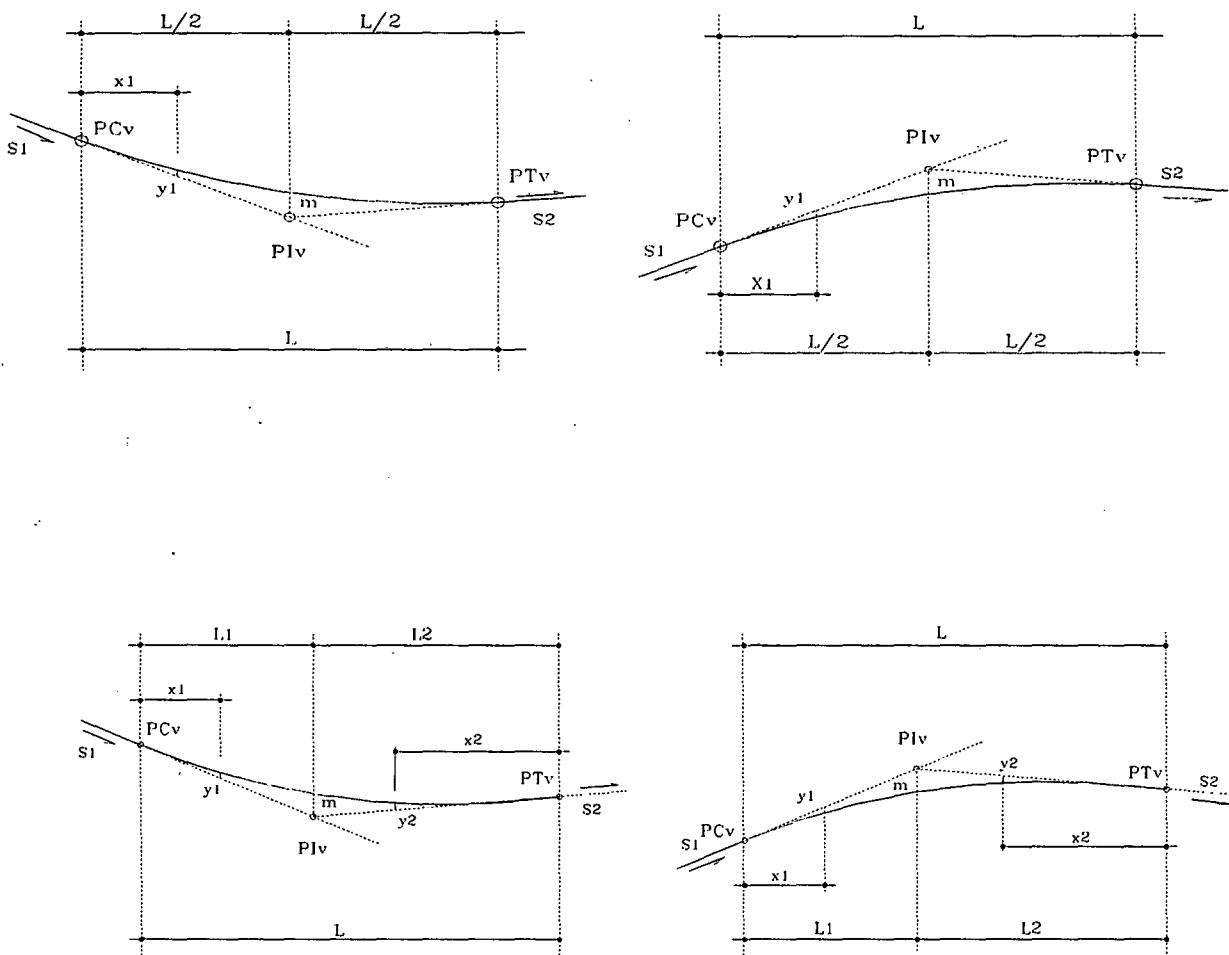 L/2
L/2
x1
PCv
S1
y1
m
PTv
S2
PIv
L
L
PIv
PTv
S2
m
y1
PCv
S1
X1
L/2
L/2
L1
L2
x1
PCv
S1
x2
PTv
y1
m
y2
S2
PIv
L
L
PIv
y2
PTv
y1
m
S2
PCv
S1
x2
x1
L1
L2